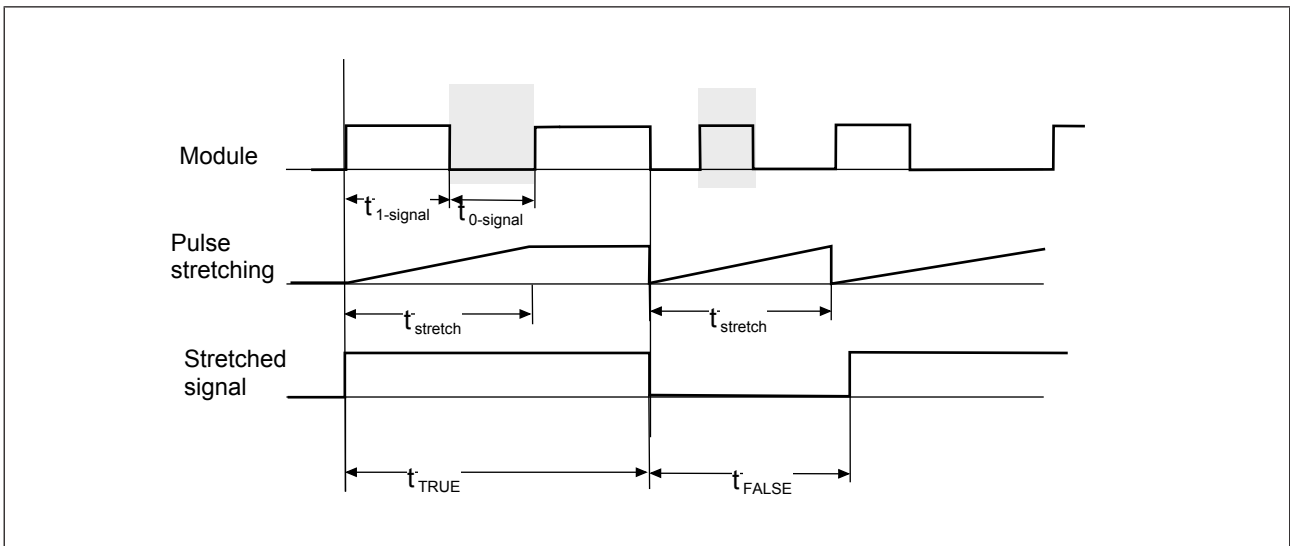 Module
t1-signal t0-signal
Pulse
stretching
tstretch tstretch
Stretched
signal
tTRUE tFALSE